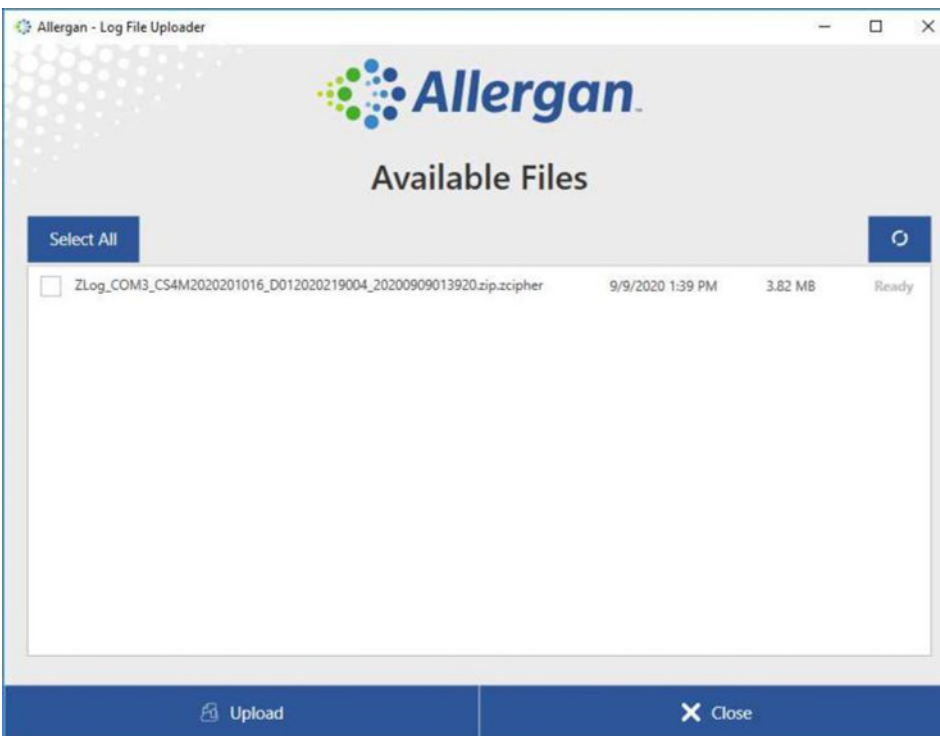 Allergan - Log File Uploader
Allergan™
Available Files
Select All
ZLog_COM3_CS4M2020201016_D012020219004_20200909013920.zip.zcipher 9/9/2020 1:39 PM 3.82 MB Ready
Upload Close